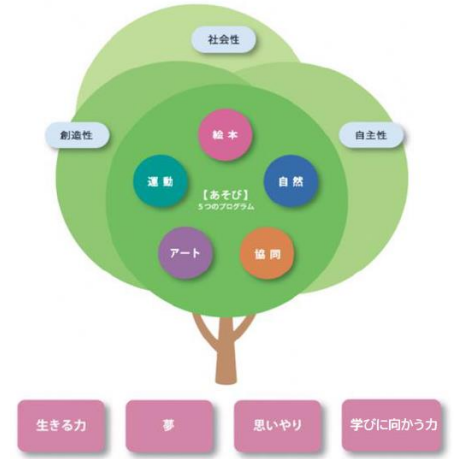 社会性
創造性
自主性
絵本
運動
自然
【あそび】
5つのプログラム
アート
協同
生きる力
夢
思いやり
学びに向かう力